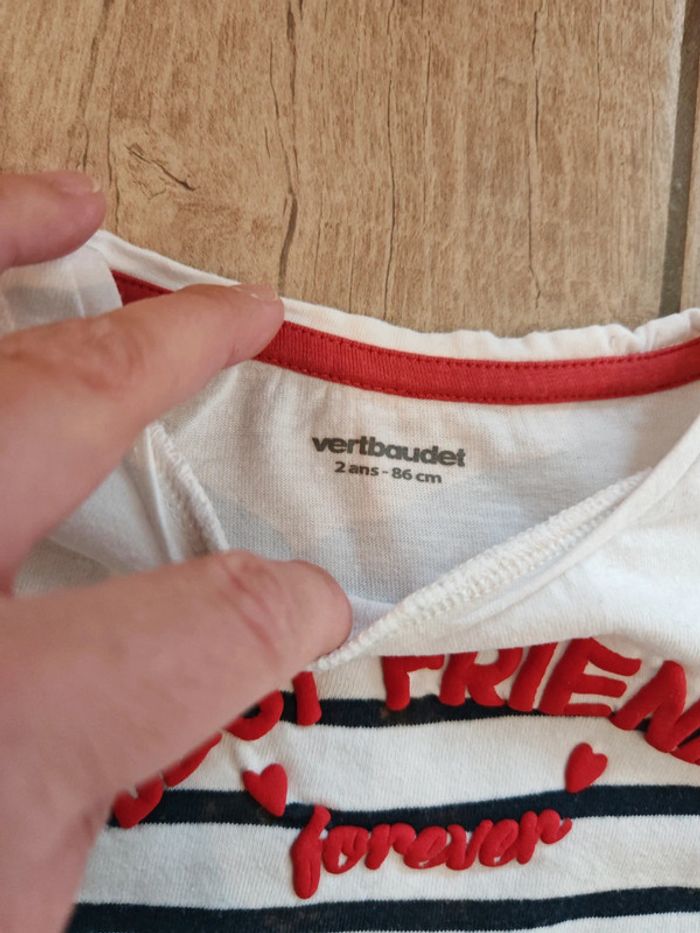 vertbaudet
2 ans - 86 cm
FRIEN
forever